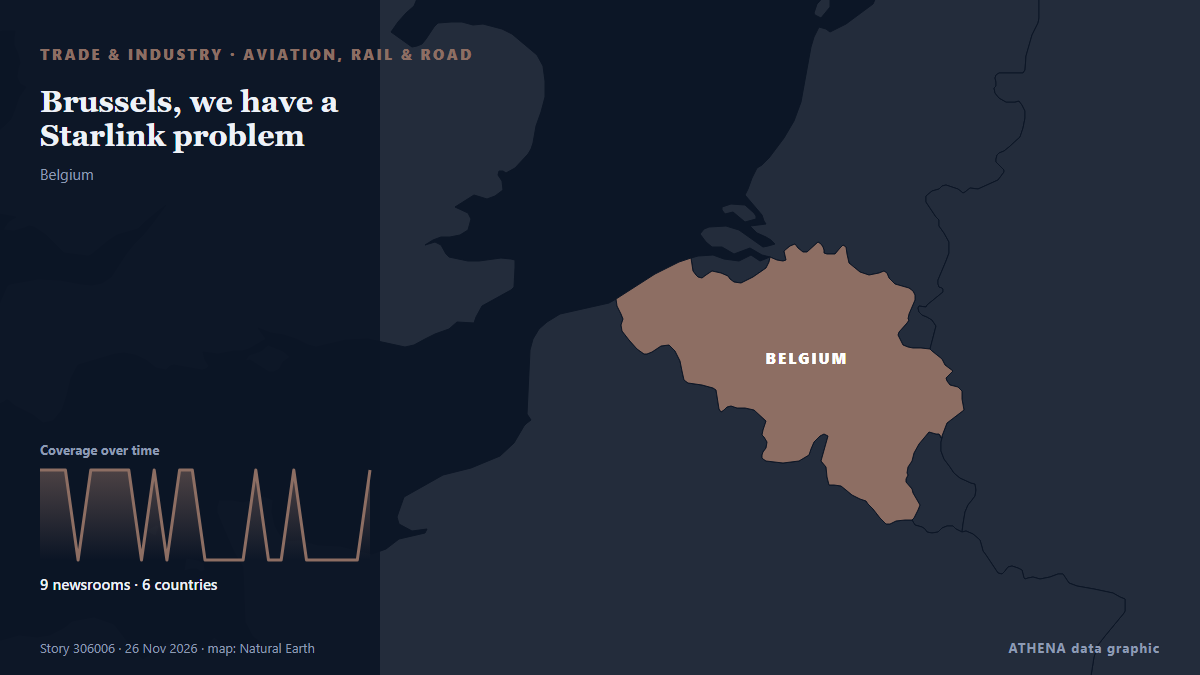 TRADE & INDUSTRY · AVIATION, RAIL & ROAD
Brussels, we have a
Starlink problem
Belgium
BELGIUM
Coverage over time
9 newsrooms · 6 countries
Story 306006 · 26 Nov 2026 · map: Natural Earth
ATHENA data graphic